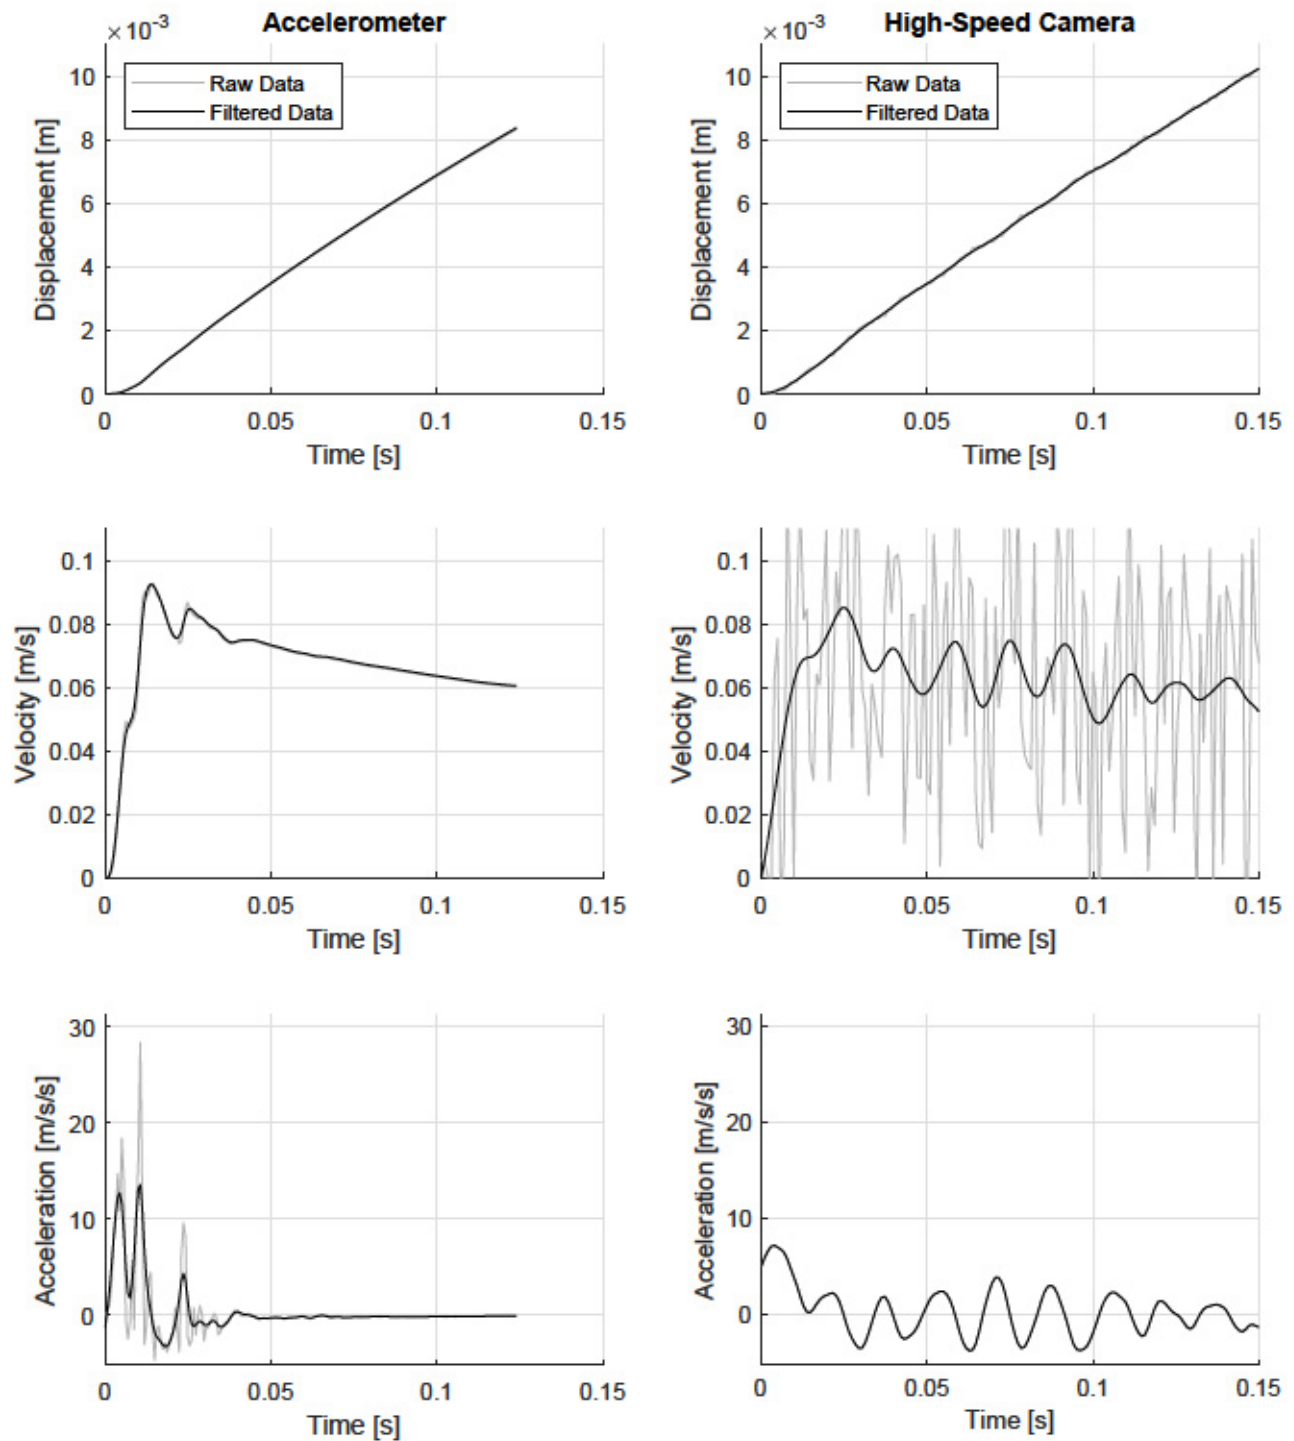 Accelerometer
×10⁻³
Raw Data
Filtered Data
10
8
6
4
2
0
Displacement [m]
0 0.05 0.1 0.15
Time [s]
High-Speed Camera
×10⁻³
Raw Data
Filtered Data
10
8
6
4
2
0
Displacement [m]
0 0.05 0.1 0.15
Time [s]
0.1
0.08
0.06
0.04
0.02
0
Velocity [m/s]
0 0.05 0.1 0.15
Time [s]
0.1
0.08
0.06
0.04
0.02
0
Velocity [m/s]
0 0.05 0.1 0.15
Time [s]
30
20
10
0
Acceleration [m/s/s]
0 0.05 0.1 0.15
Time [s]
30
20
10
0
Acceleration [m/s/s]
0 0.05 0.1 0.15
Time [s]